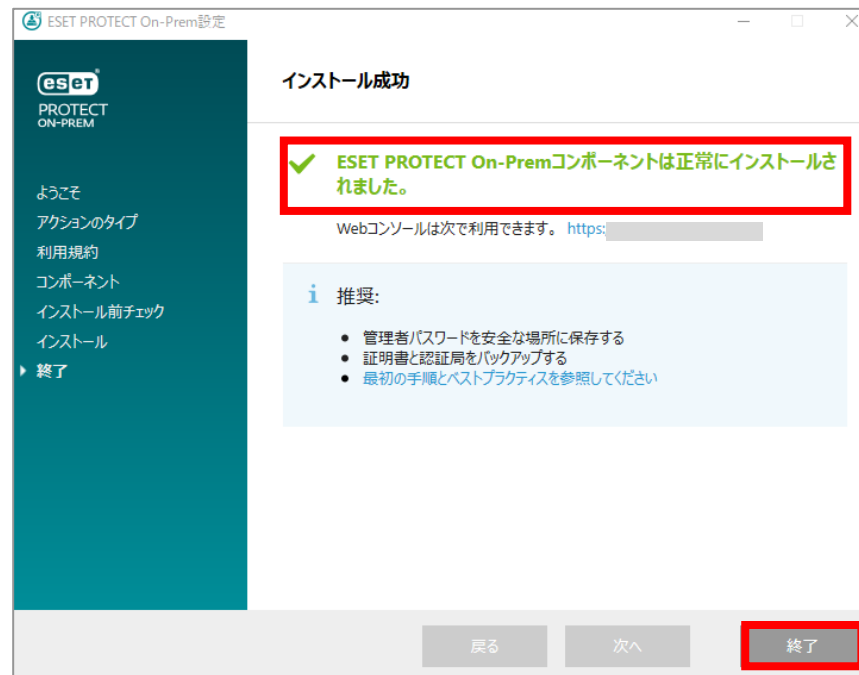 ESET PROTECT On-Prem設定
eset
PROTECT
ON-PREM
ようこそ
アクションのタイプ
利用規約
コンポーネント
インストール前チェック
インストール
終了
インストール成功
ESET PROTECT On-Premコンポーネントは正常にインストールさ
れました。
Webコンソールは次で利用できます。 https:
推奨:
管理者パスワードを安全な場所に保存する
証明書と認証局をバックアップする
最初の手順とベストプラクティスを参照してください
戻る
次へ
終了